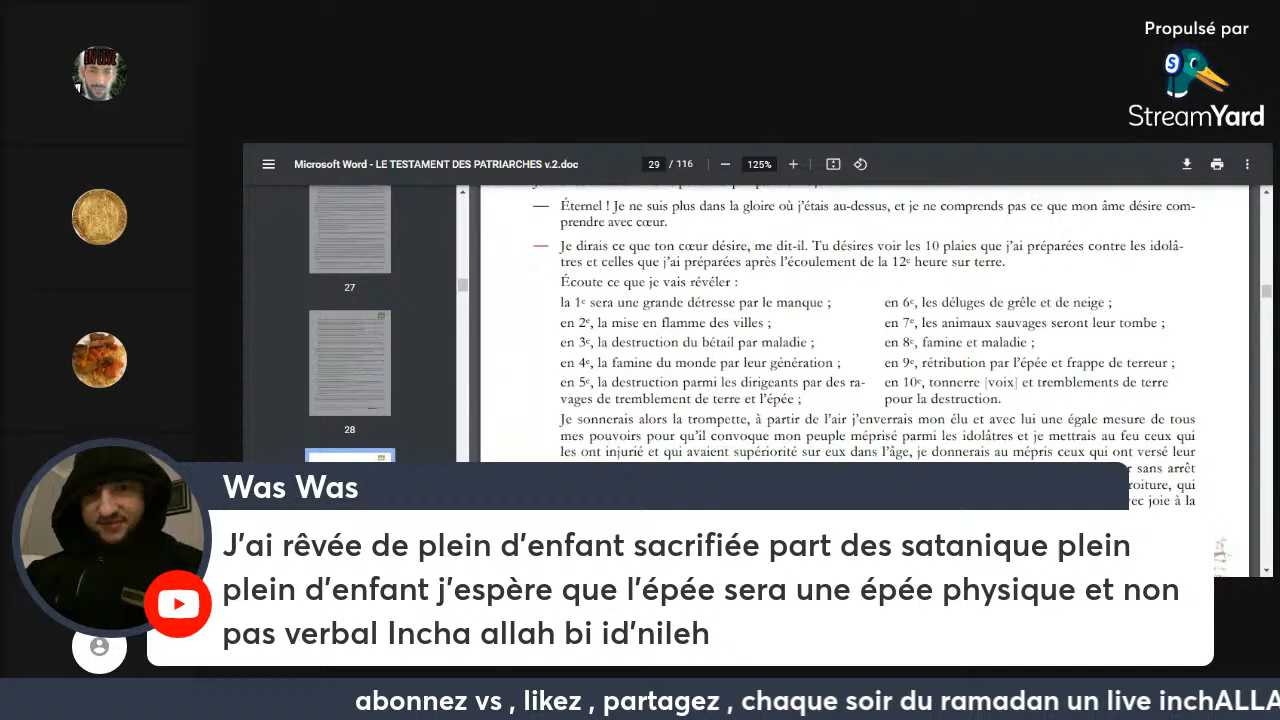 EN LIVE
Propulsé par
StreamYard
Microsoft Word - LE TESTAMENT DES PATRIARCHES v.2.doc
29 / 116
125%
27
28
— Éternel ! Je ne suis plus dans la gloire où j'étais au-dessus, et je ne comprends pas ce que mon âme désire com-
prendre avec cœur.
— Je dirais ce que ton cœur désire, me dit-il. Tu désires voir les 10 plaies que j'ai préparées contre les idolâ-
tres et celles que j'ai préparées après l'écoulement de la 12e heure sur terre.
Écoute ce que je vais révéler :
la 1e sera une grande détresse par le manque ;
en 2e, la mise en flamme des villes ;
en 3e, la destruction du bétail par maladie ;
en 4e, la famine du monde par leur génération ;
en 5e, la destruction parmi les dirigeants par des ra-
vages de tremblement de terre et l'épée ;
en 6e, les déluges de grêle et de neige ;
en 7e, les animaux sauvages seront leur tombe ;
en 8e, famine et maladie ;
en 9e, rétribution par l'épée et frappe de terreur ;
en 10e, tonnerre [voix] et tremblements de terre
pour la destruction.
Je sonnerais alors la trompette, à partir de l'air j'enverrais mon élu et avec lui une égale mesure de tous
mes pouvoirs pour qu'il convoque mon peuple méprisé parmi les idolâtres et je mettrais au feu ceux qui
les ont injurié et qui avaient supériorité sur eux dans l'âge, je donnerais au mépris ceux qui ont versé leur
sans arrêt
roiture, qui
ec joie à la
Was Was
J'ai rêvée de plein d'enfant sacrifiée part des satanique plein
plein d'enfant j'espère que l'épée sera une épée physique et non
pas verbal Incha allah bi id'nileh
abonnez vs , likez , partagez , chaque soir du ramadan un live inchALLA